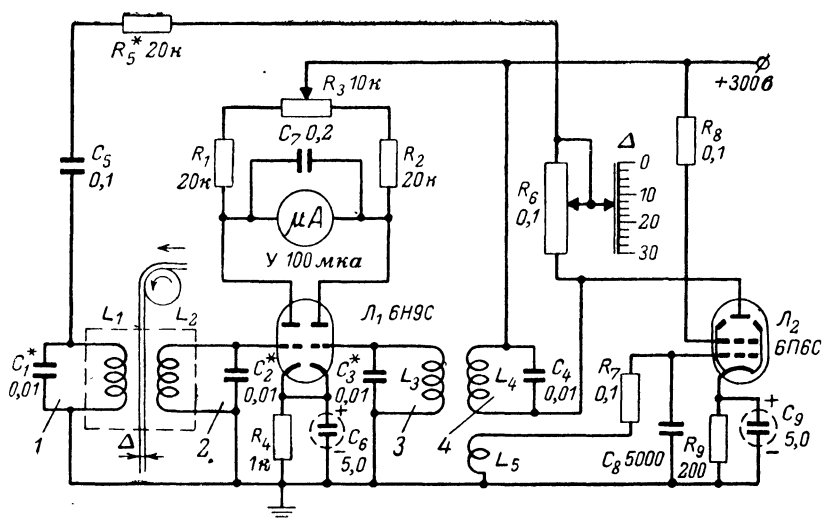 R5* 20к
R3 10к
+300в
C7 0,2
R1
20к
R2
20к
C5
0,1
R6
0,1
Δ
0
10
20
30
R8
0,1
μA
У 100 мка
Л1 6Н9С
Л2
6П6С
L1
L2
C1*
0,01
C2*
0,01
C3*
0,01
L3
L4
C4
0,01
R7
0,1
1
Δ
2.
R4
1к
+
C6
–
5,0
3
4
L5
C8 5000
R9
200
+
C9
5,0
–